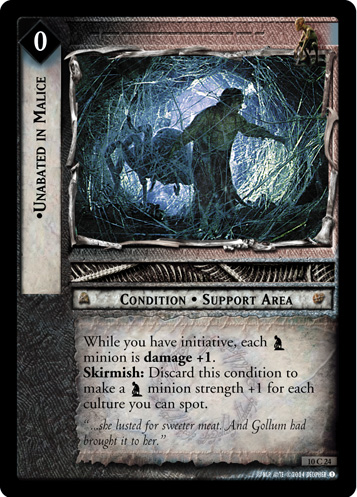 0
•Unabated in Malice
Condition • Support Area
While you have initiative, each
minion is damage +1.
Skirmish: Discard this condition to
make a minion strength +1 for each
culture you can spot.
"...she lusted for sweeter meat. And Gollum had
brought it to her."
10 C 24